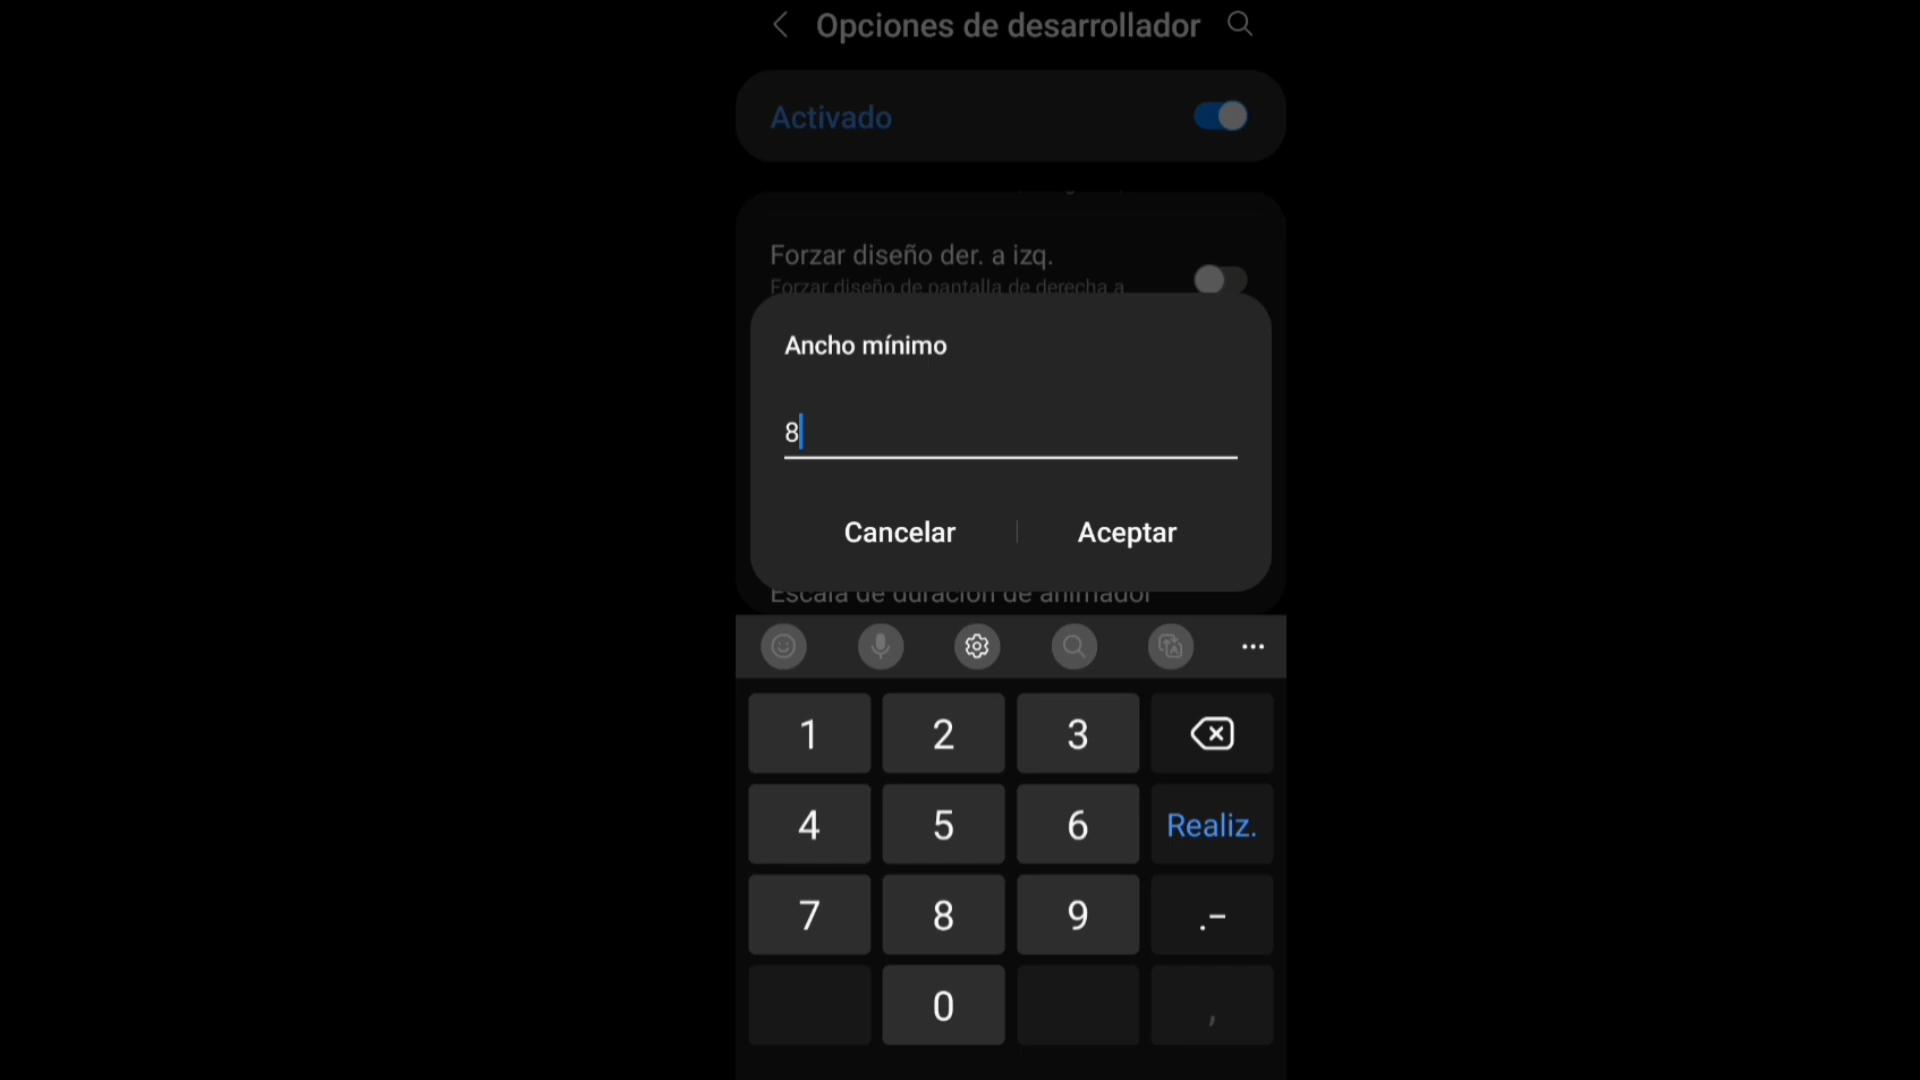 Opciones de desarrollador
Activado
Forzar diseño der. a izq.
Forzar diseño de pantalla de derecha a
Ancho mínimo
8
Cancelar
Aceptar
Escala de duración de animador
1 2 3
4 5 6 Realiz.
7 8 9 .-
0 ,